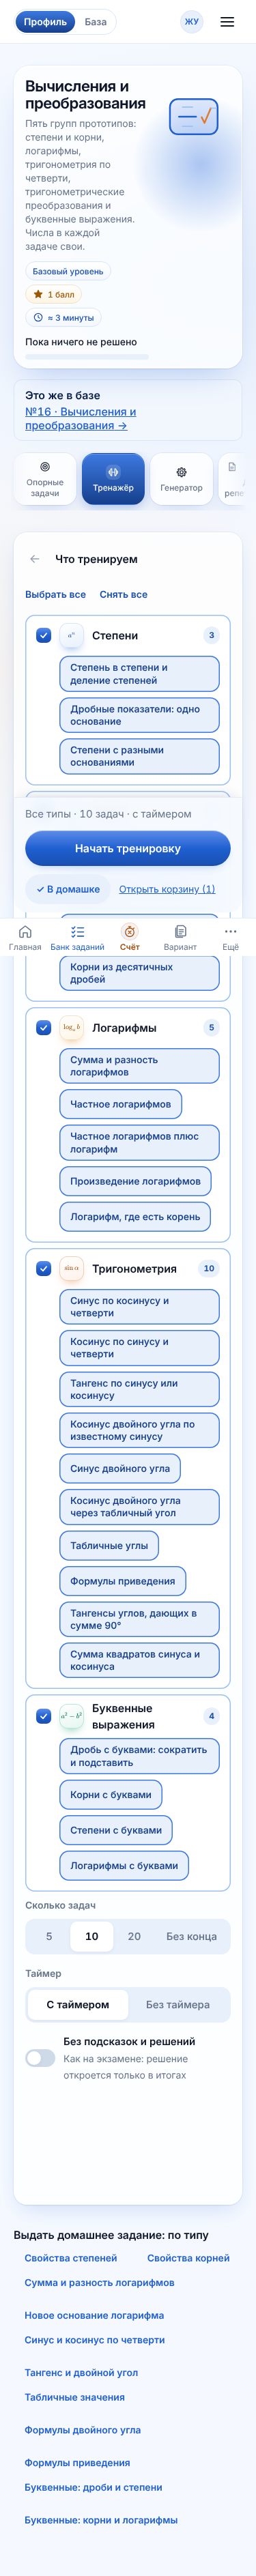 Профиль
База
ЖУ
Вычисления и
преобразования
Пять групп прототипов:
степени и корни,
логарифмы,
тригонометрия по
четверти,
тригонометрические
преобразования и
буквенные выражения.
Числа в каждой
задаче свои.
Базовый уровень
1 балл
≈ 3 минуты
Пока ничего не решено
Это же в базе
№16 · Вычисления и
преобразования →
Опорные
задачи
Тренажёр
Генератор
Что тренируем
Выбрать все
Снять все
Степени
3
Степень в степени и
деление степеней
Дробные показатели: одно
основание
Степени с разными
основаниями
Все типы · 10 задач · с таймером
Начать тренировку
✓ В домашке
Открыть корзину (1)
Главная
Банк заданий
Счёт
Вариант
Ещё
Корни из десятичных
дробей
Логарифмы
5
Сумма и разность
логарифмов
Частное логарифмов
Частное логарифмов плюс
логарифм
Произведение логарифмов
Логарифм, где есть корень
sin α
Тригонометрия
10
Синус по косинусу и
четверти
Косинус по синусу и
четверти
Тангенс по синусу или
косинусу
Косинус двойного угла по
известному синусу
Синус двойного угла
Косинус двойного угла
через табличный угол
Табличные углы
Формулы приведения
Тангенсы углов, дающих в
сумме 90°
Сумма квадратов синуса и
косинуса
a² − b²
Буквенные
выражения
4
Дробь с буквами: сократить
и подставить
Корни с буквами
Степени с буквами
Логарифмы с буквами
Сколько задач
5
10
20
Без конца
Таймер
С таймером
Без таймера
Без подсказок и решений
Как на экзамене: решение
откроется только в итогах
Выдать домашнее задание: по типу
Свойства степеней
Свойства корней
Сумма и разность логарифмов
Новое основание логарифма
Синус и косинус по четверти
Тангенс и двойной угол
Табличные значения
Формулы двойного угла
Формулы приведения
Буквенные: дроби и степени
Буквенные: корни и логарифмы